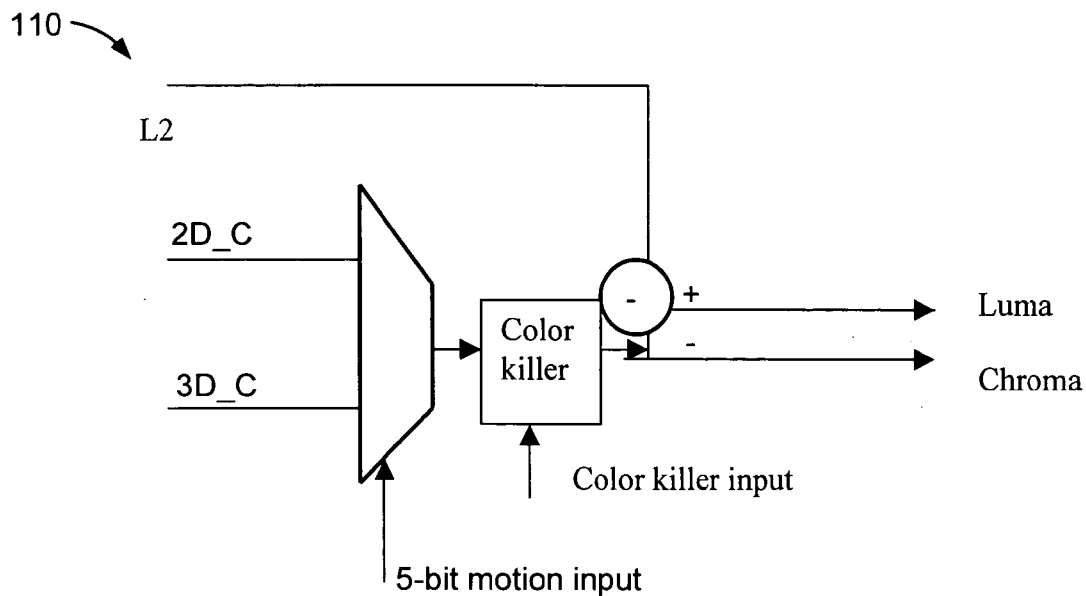 110
L2
2D_C
3D_C
Color
killer
-
+
-
Luma
Chroma
Color killer input
5-bit motion input